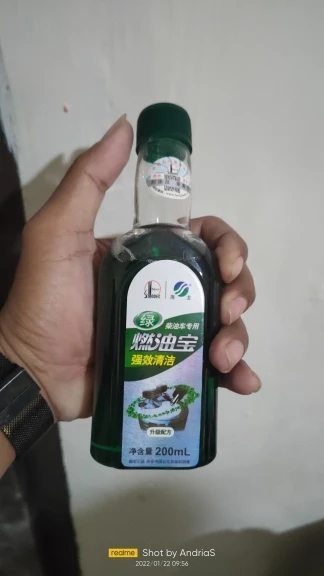 绿
柴油车专用
燃油宝
强效清洁
升级配方
净含量 200mL
realme Shot by AndriaS
2022/01/22 09:56